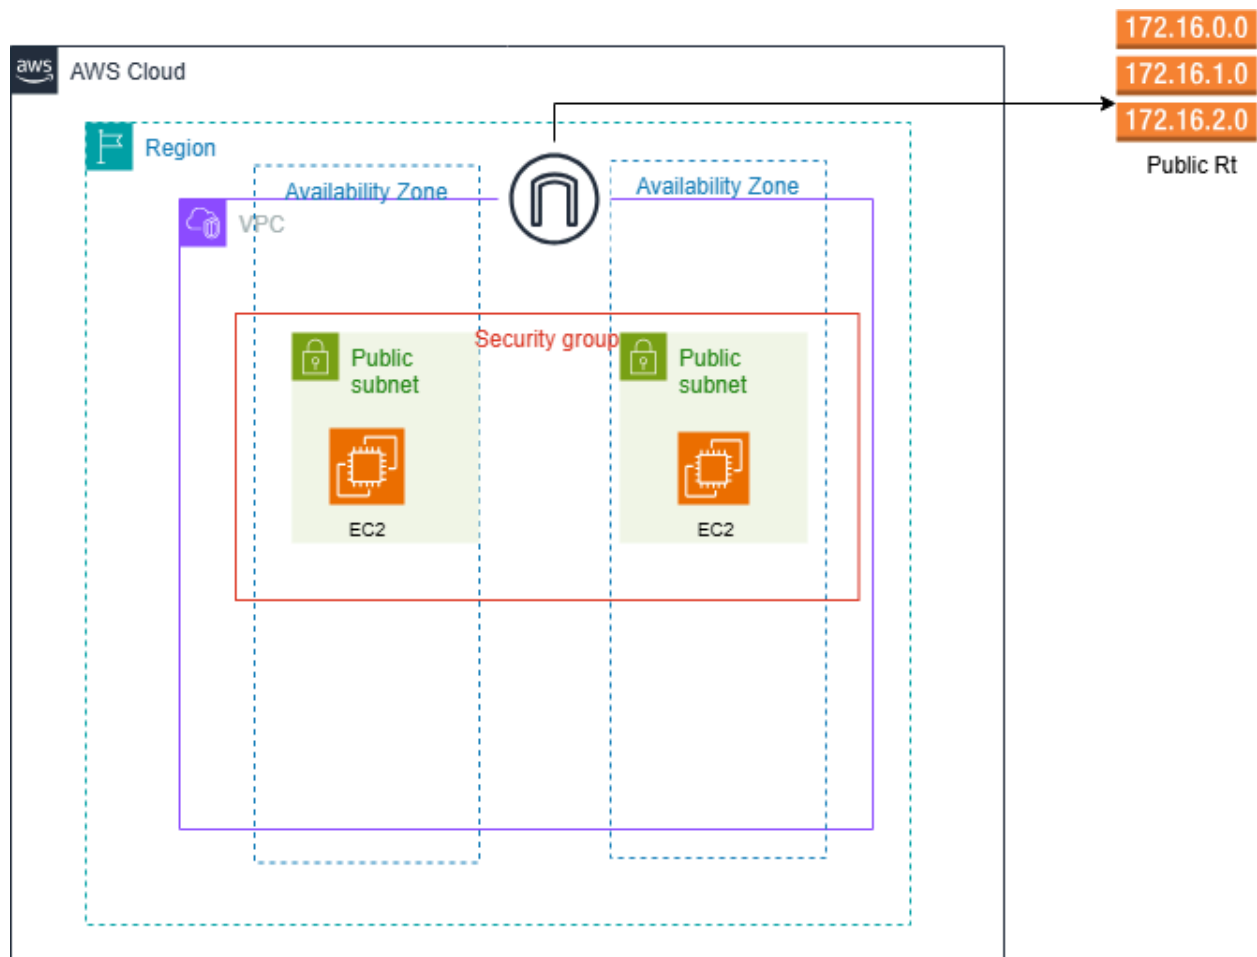 172.16.0.0
172.16.1.0
172.16.2.0
Public Rt
aws
AWS Cloud
Region
Availability Zone
Availability Zone
VPC
Security group
Public
subnet
Public
subnet
EC2
EC2